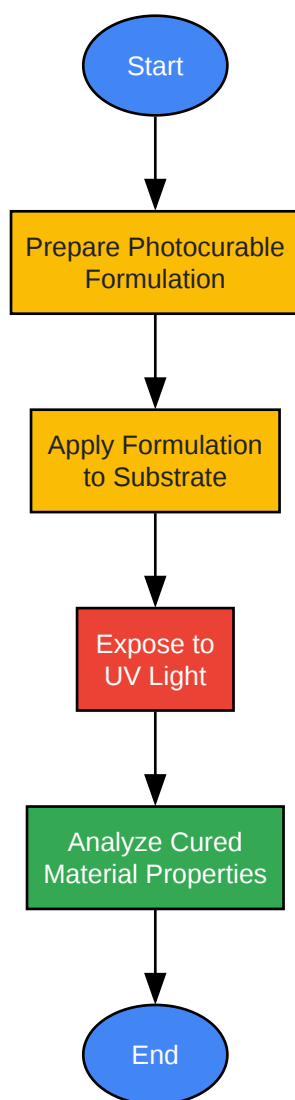 Start
Prepare Photocurable
Formulation
Apply Formulation
to Substrate
Expose to
UV Light
Analyze Cured
Material Properties
End